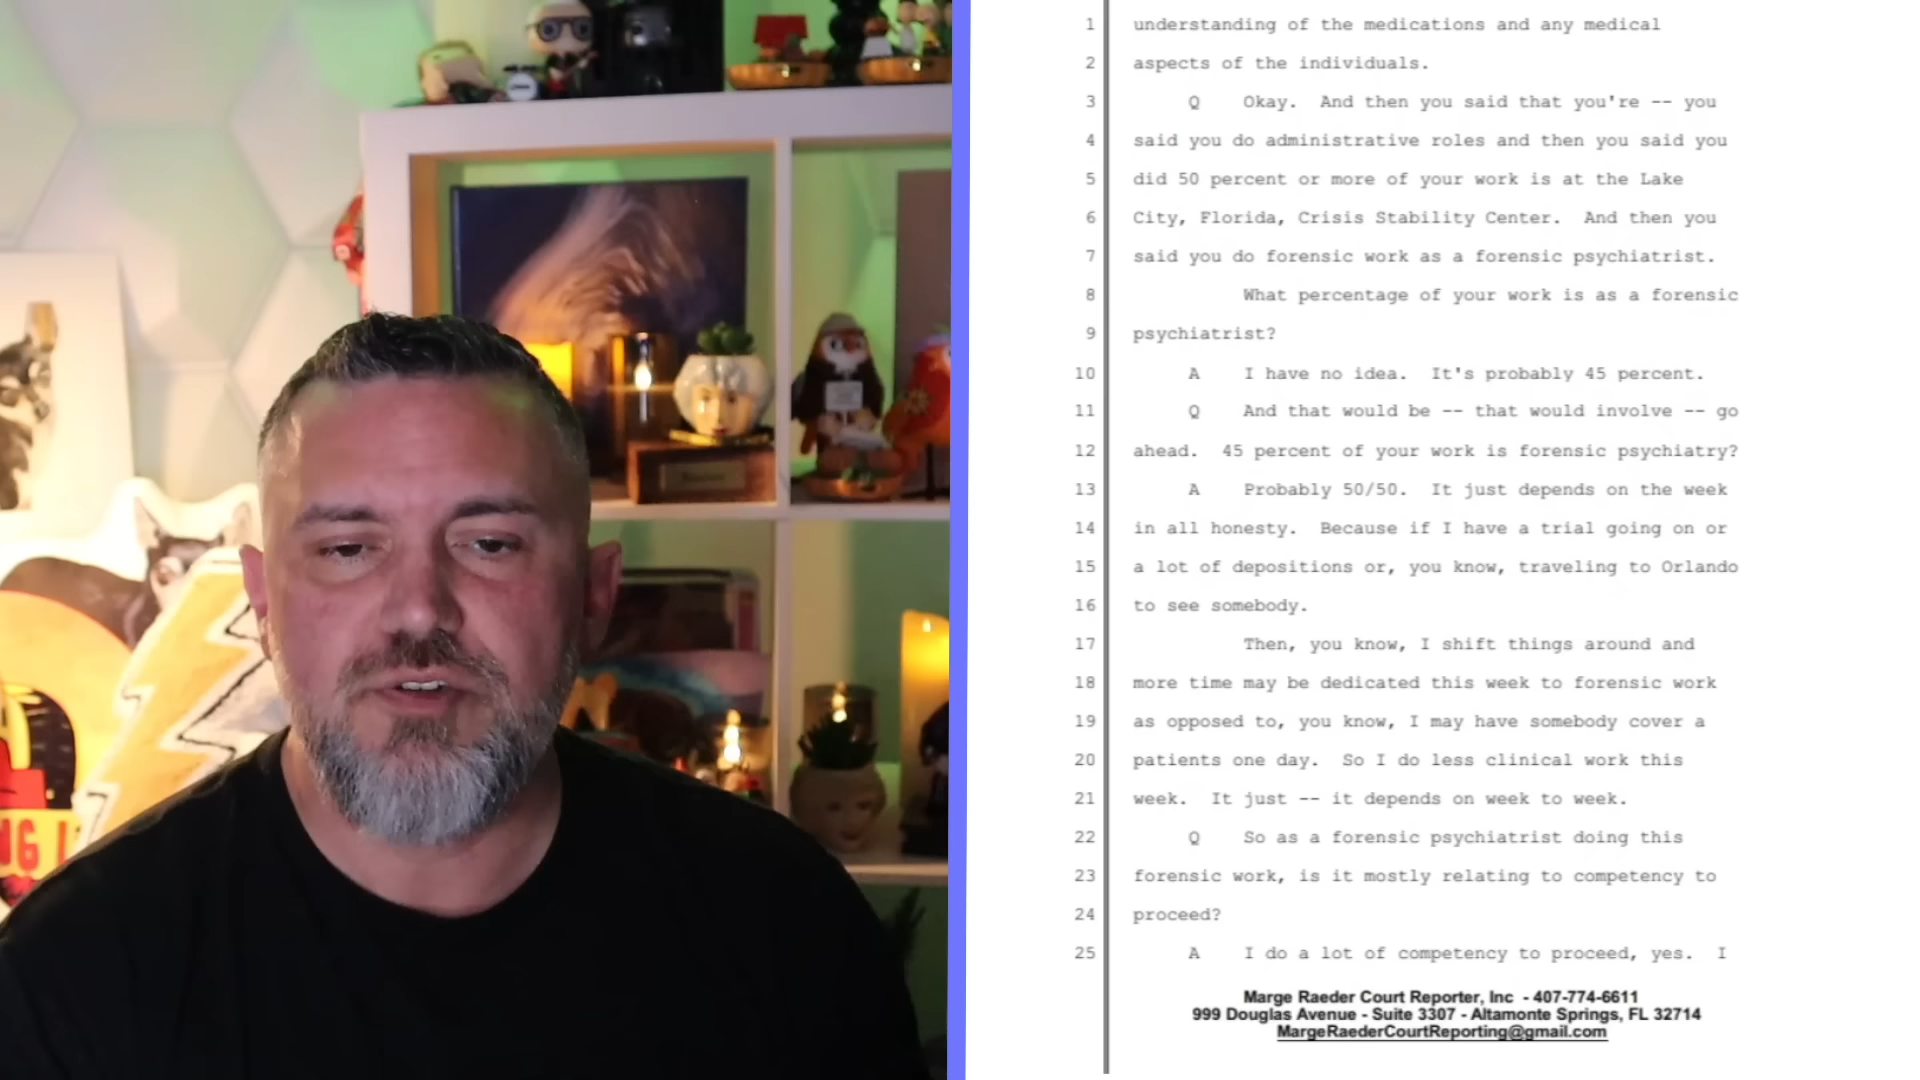 1 understanding of the medications and any medical
2 aspects of the individuals.
3 Q Okay. And then you said that you're -- you
4 said you do administrative roles and then you said you
5 did 50 percent or more of your work is at the Lake
6 City, Florida, Crisis Stability Center. And then you
7 said you do forensic work as a forensic psychiatrist.
8 What percentage of your work is as a forensic
9 psychiatrist?
10 A I have no idea. It's probably 45 percent.
11 Q And that would be -- that would involve -- go
12 ahead. 45 percent of your work is forensic psychiatry?
13 A Probably 50/50. It just depends on the week
14 in all honesty. Because if I have a trial going on or
15 a lot of depositions or, you know, traveling to Orlando
16 to see somebody.
17 Then, you know, I shift things around and
18 more time may be dedicated this week to forensic work
19 as opposed to, you know, I may have somebody cover a
20 patients one day. So I do less clinical work this
21 week. It just -- it depends on week to week.
22 Q So as a forensic psychiatrist doing this
23 forensic work, is it mostly relating to competency to
24 proceed?
25 A I do a lot of competency to proceed, yes. I
Marge Raeder Court Reporter, Inc - 407-774-6611
999 Douglas Avenue - Suite 3307 - Altamonte Springs, FL 32714
MargeRaederCourtReporting@gmail.com